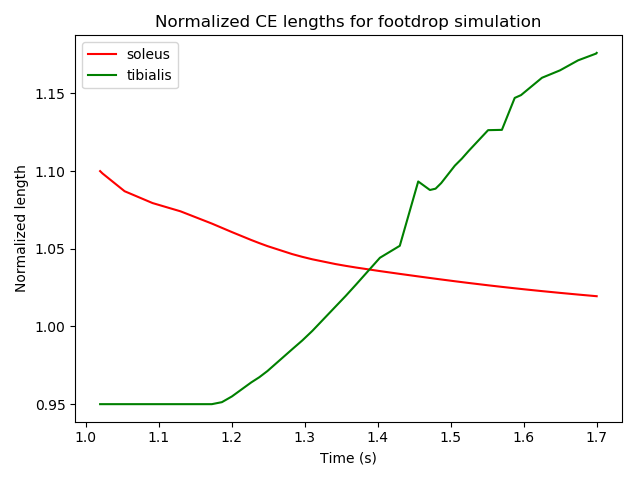 Normalized CE lengths for footdrop simulation
soleus
tibialis
Normalized length
1.15
1.10
1.05
1.00
0.95
1.0 1.1 1.2 1.3 1.4 1.5 1.6 1.7
Time (s)